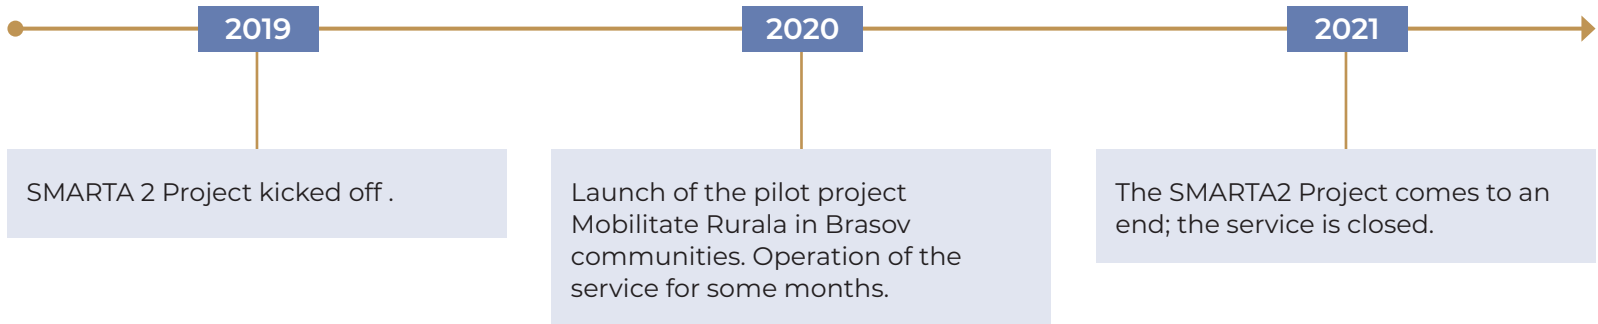 2019
2020
2021
SMARTA 2 Project kicked off .
Launch of the pilot project
Mobilitate Rurala in Brasov
communities. Operation of the
service for some months.
The SMARTA2 Project comes to an
end; the service is closed.